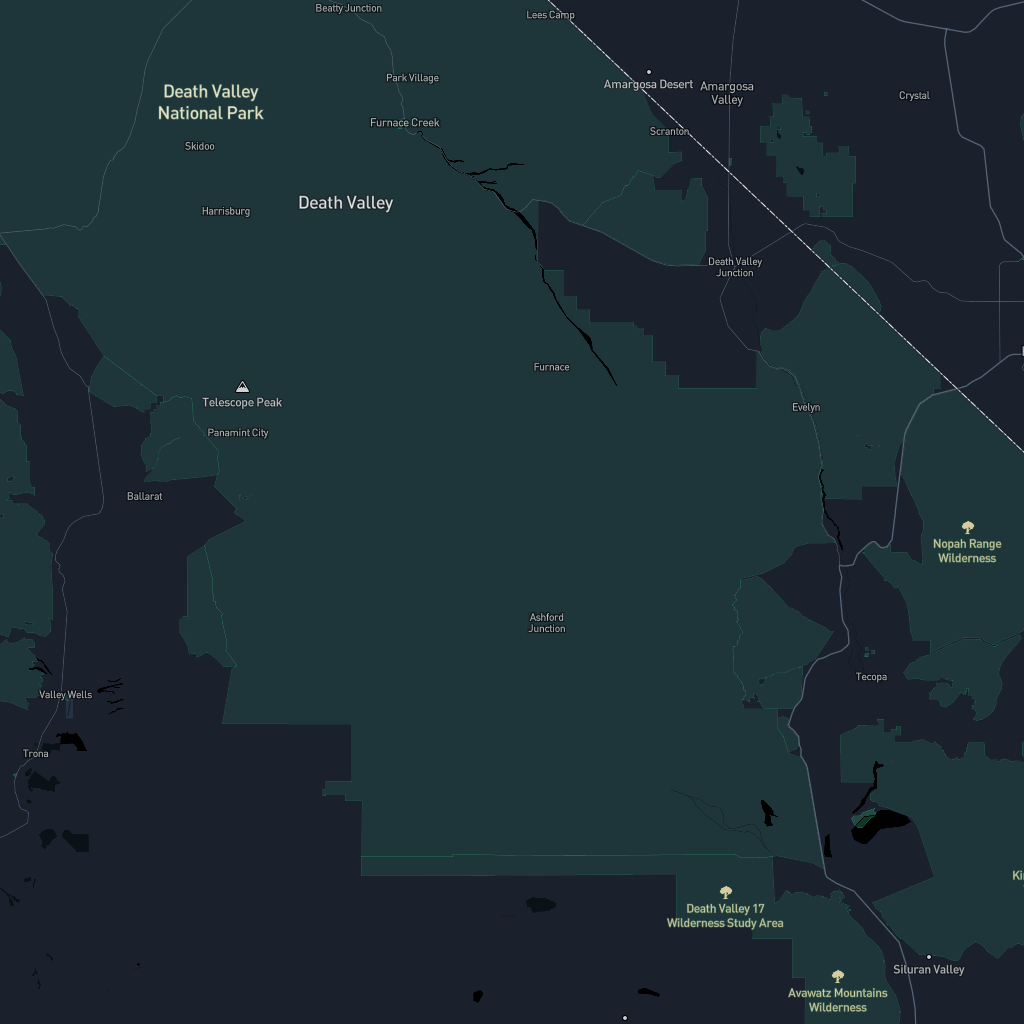 Beatty Junction
Lees Camp
Park Village
Amargosa Desert
Amargosa
Valley
Crystal
Death Valley
National Park
Furnace Creek
Scranton
Skidoo
Harrisburg
Death Valley
Death Valley
Junction
Furnace
Telescope Peak
Evelyn
Panamint City
Ballarat
Nopah Range
Wilderness
Ashford
Junction
Tecopa
Valley Wells
Trona
Death Valley 17
Wilderness Study Area
Siluran Valley
Avawatz Mountains
Wilderness